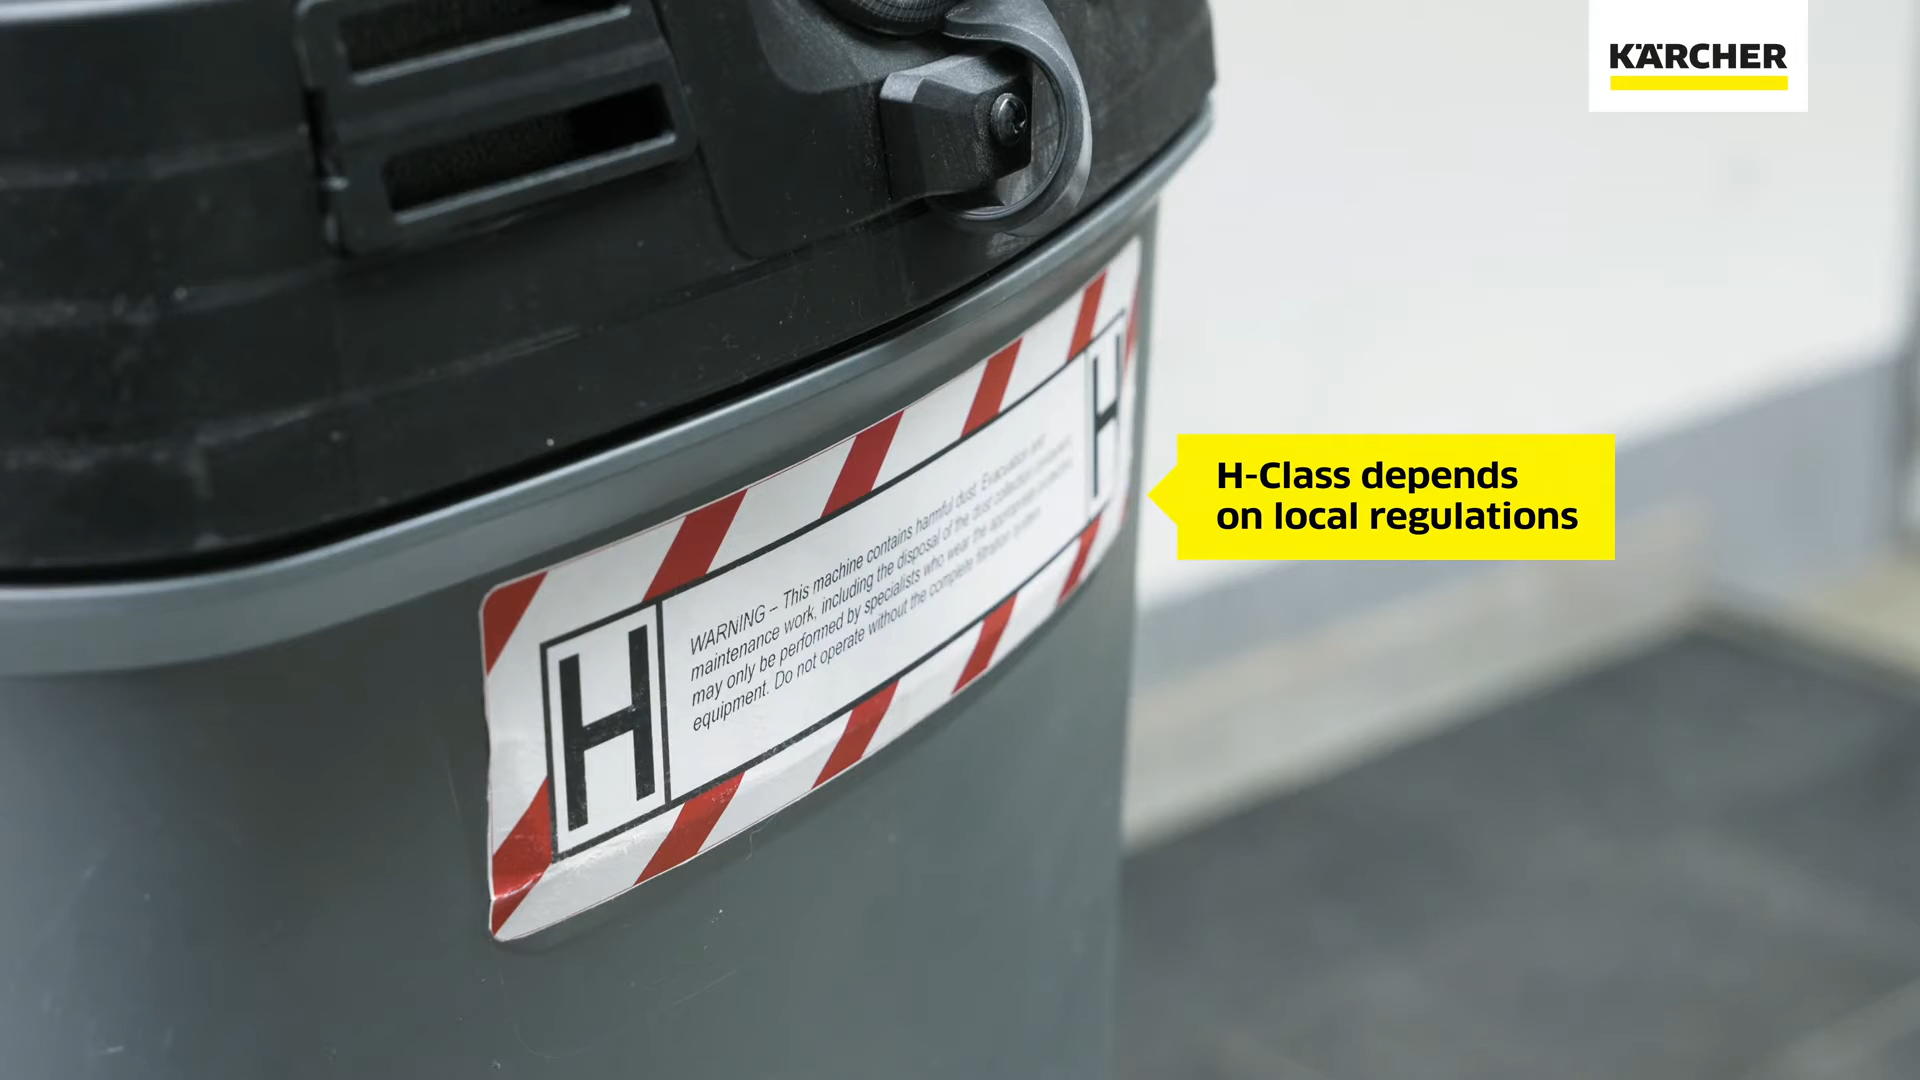 KÄRCHER
H-Class depends
on local regulations
H
WARNING – This machine contains harmful dust. Evacuation and
maintenance work, including the disposal of the dust collection container,
may only be performed by specialists who wear the appropriate protective
equipment. Do not operate without the complete filtration system.
H